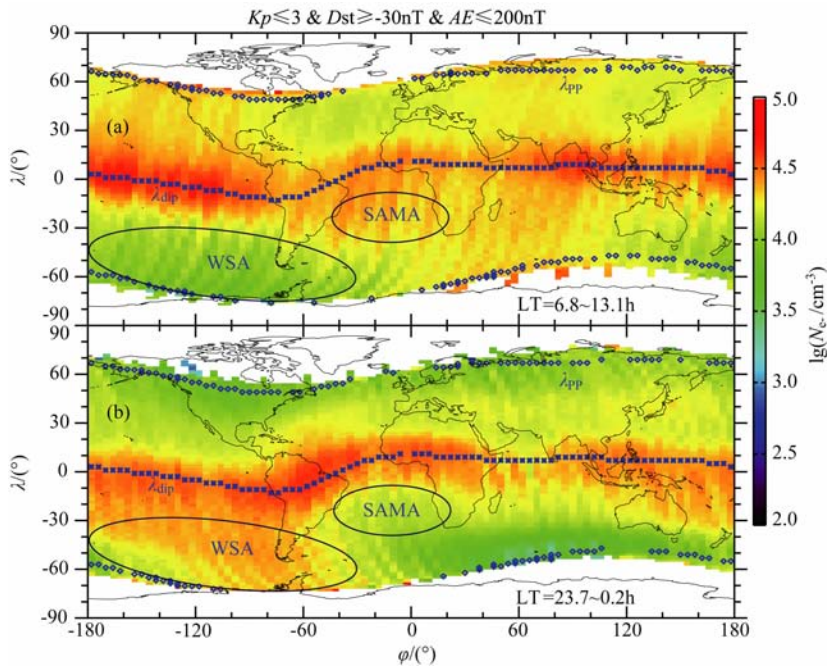 Kp≤3 & Dst≥-30nT & AE≤200nT
90
60
30
0
-30
-60
-90
λ/(°)
(a)
λpp
λdip
SAMA
WSA
LT=6.8~13.1h
90
60
30
0
-30
-60
-90
λ/(°)
(b)
λpp
λdip
SAMA
WSA
LT=23.7~0.2h
-180 -120 -60 0 60 120 180
φ/(°)
5.0
4.5
4.0
3.5
3.0
2.5
2.0
lg(Ne-/cm-3)